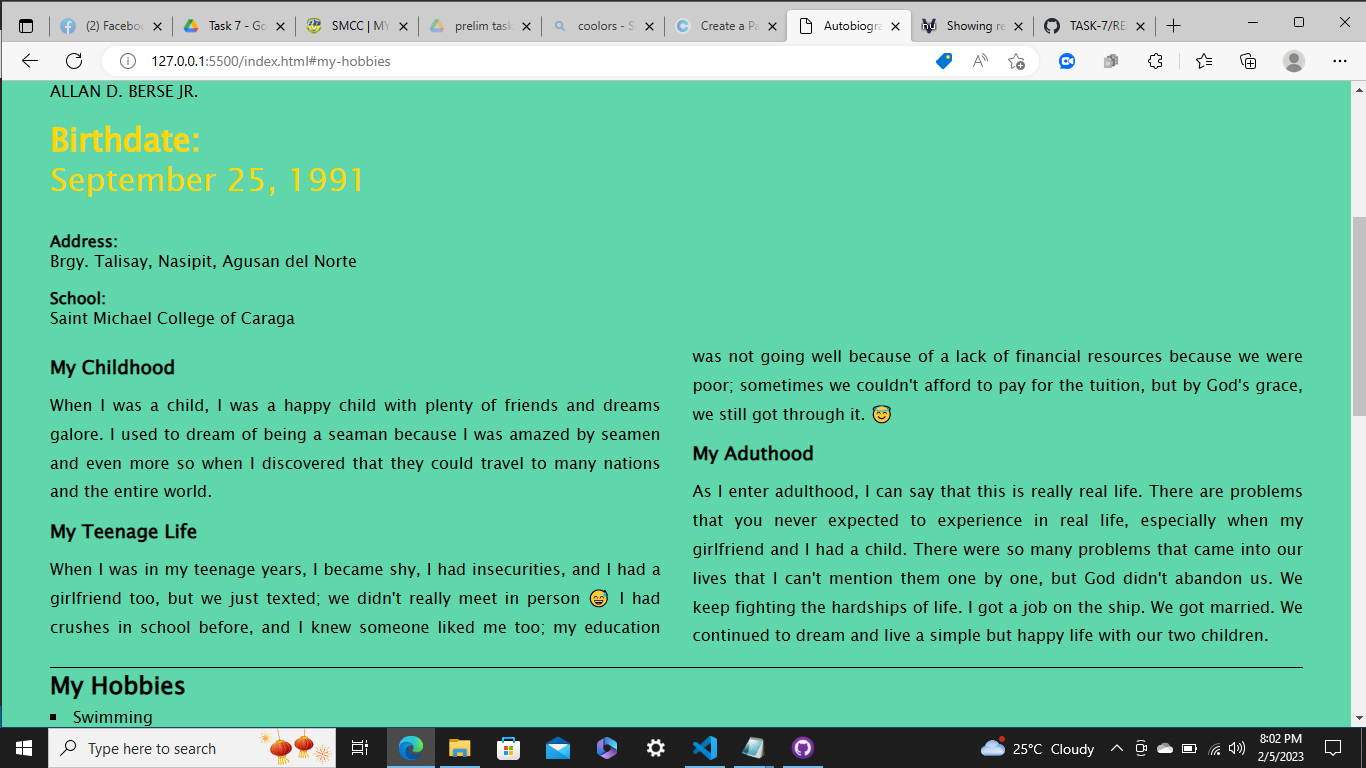 (2) Faceboo
Task 7 - Go
SMCC | MY
prelim task
coolors - S
Create a Pa
Autobiogra
Showing re
TASK-7/RE
127.0.0.1:5500/index.html#my-hobbies
ALLAN D. BERSE JR.
Birthdate:
September 25, 1991
Address:
Brgy. Talisay, Nasipit, Agusan del Norte
School:
Saint Michael College of Caraga
My Childhood
When I was a child, I was a happy child with plenty of friends and dreams
galore. I used to dream of being a seaman because I was amazed by seamen
and even more so when I discovered that they could travel to many nations
and the entire world.
My Teenage Life
When I was in my teenage years, I became shy, I had insecurities, and I had a
girlfriend too, but we just texted; we didn't really meet in person 😅 I had
crushes in school before, and I knew someone liked me too; my education
was not going well because of a lack of financial resources because we were
poor; sometimes we couldn't afford to pay for the tuition, but by God's grace,
we still got through it. 😇
My Aduthood
As I enter adulthood, I can say that this is really real life. There are problems
that you never expected to experience in real life, especially when my
girlfriend and I had a child. There were so many problems that came into our
lives that I can't mention them one by one, but God didn't abandon us. We
keep fighting the hardships of life. I got a job on the ship. We got married. We
continued to dream and live a simple but happy life with our two children.
My Hobbies
Swimming
Type here to search
25°C Cloudy
8:02 PM
2/5/2023